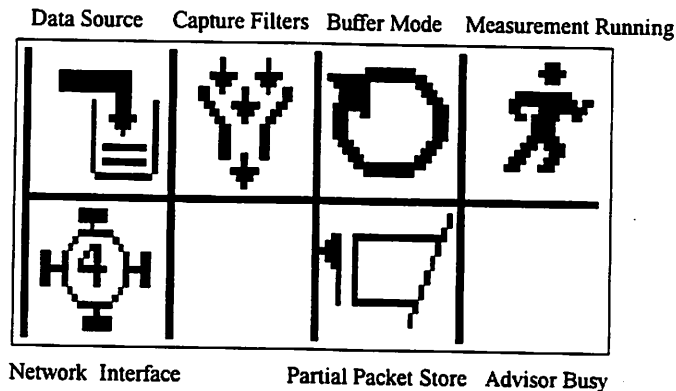 Data Source Capture Filters Buffer Mode Measurement Running
4
Network Interface Partial Packet Store Advisor Busy